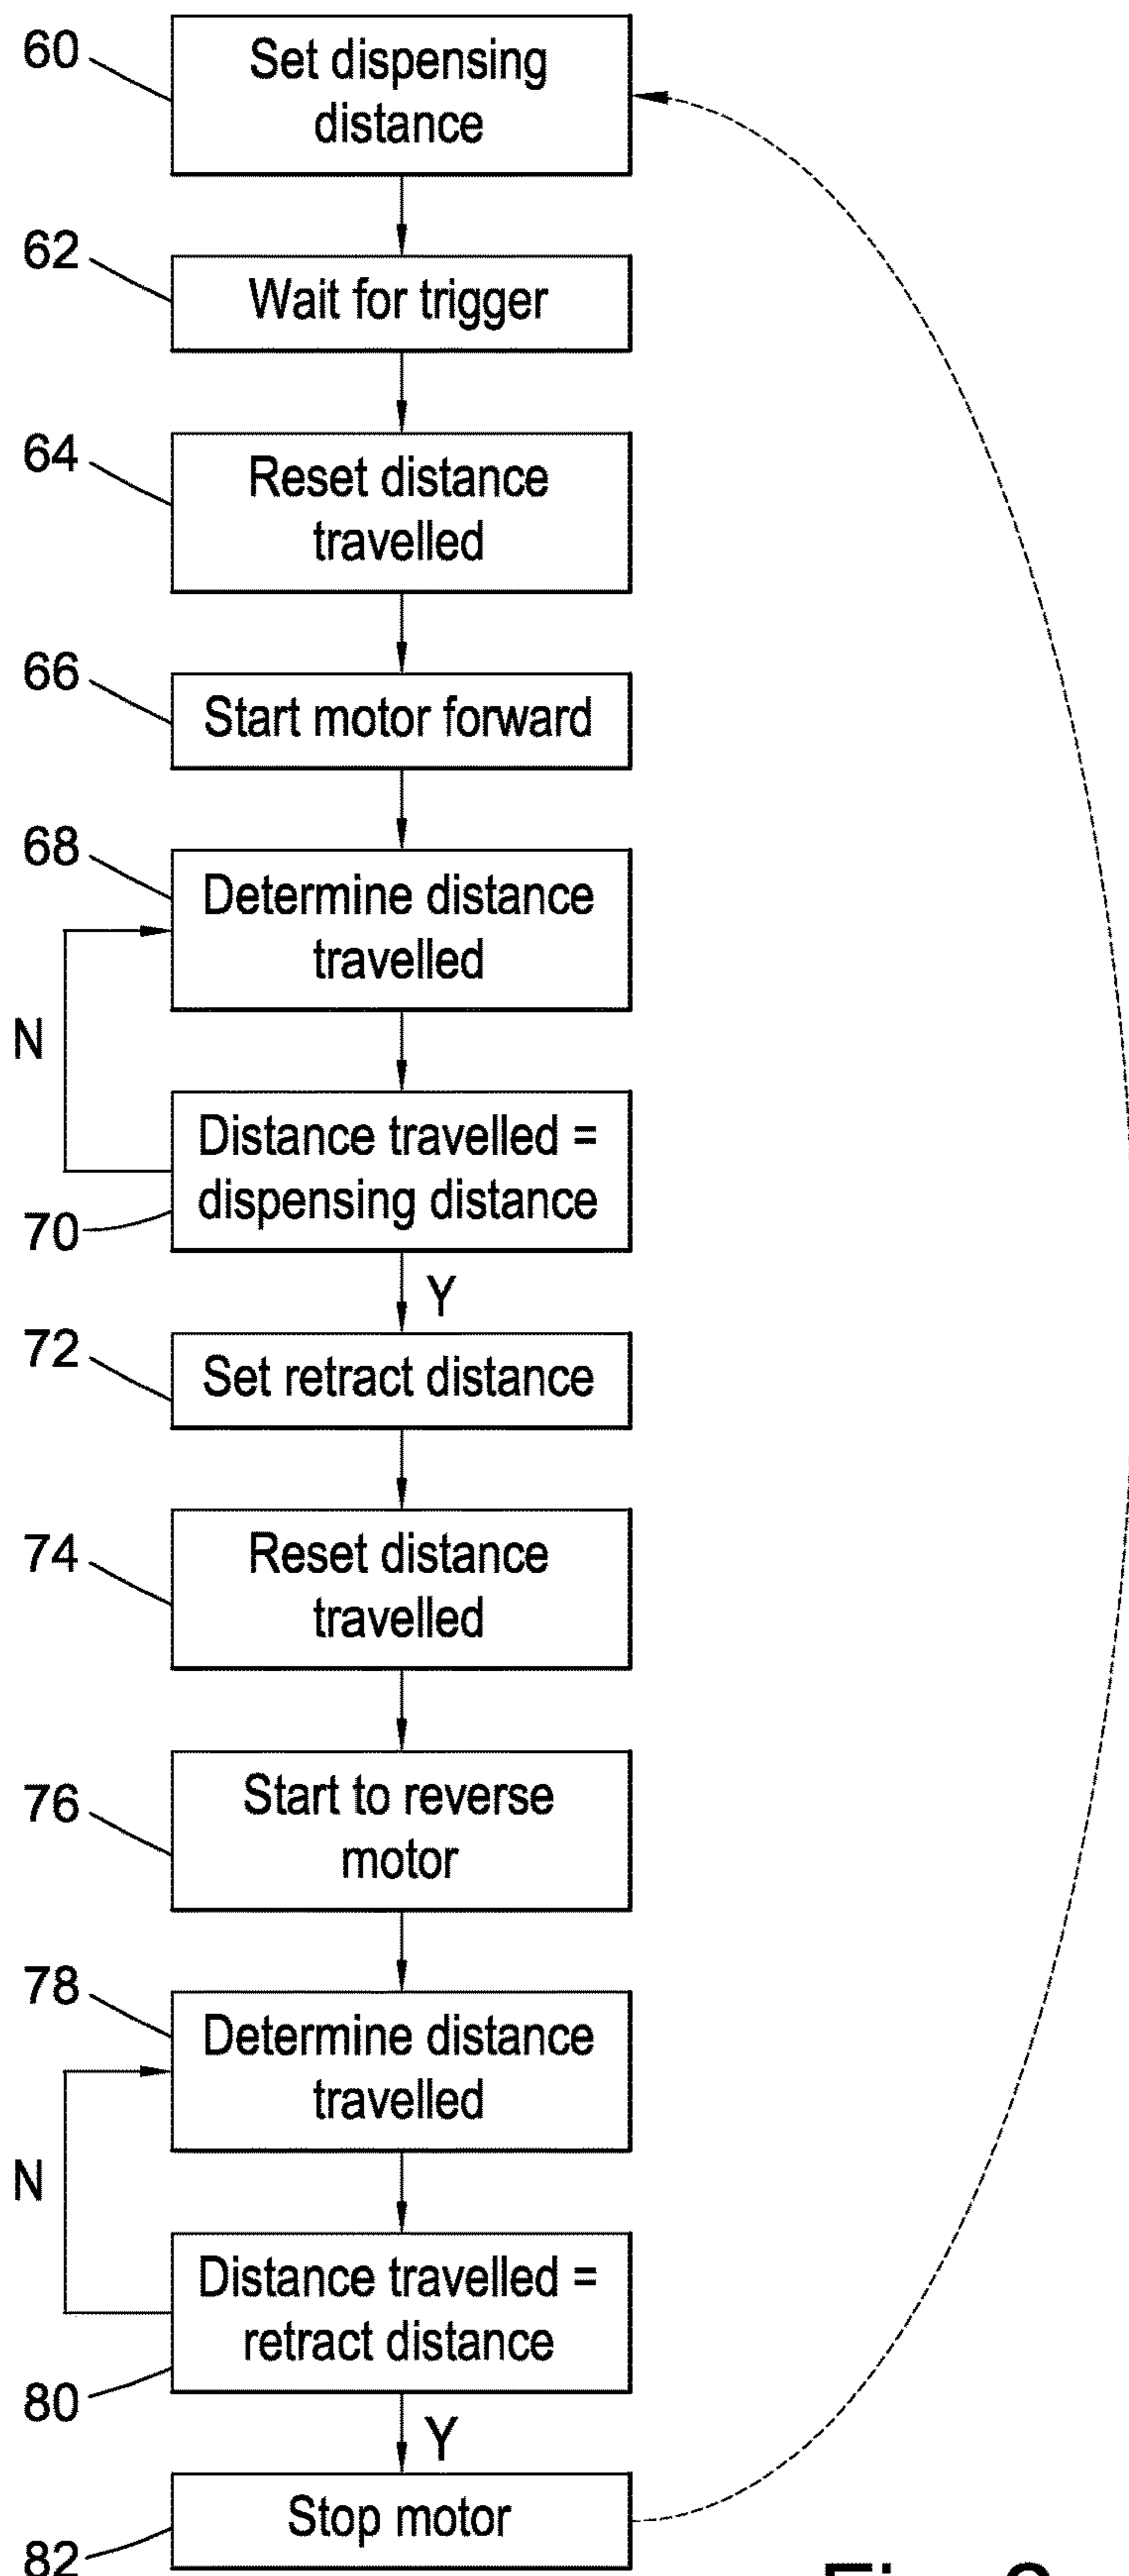 60
Set dispensing
distance
62
Wait for trigger
64
Reset distance
travelled
66
Start motor forward
68
Determine distance
travelled
N
Distance travelled =
dispensing distance
70
Y
72
Set retract distance
74
Reset distance
travelled
76
Start to reverse
motor
78
Determine distance
travelled
N
Distance travelled =
retract distance
80
Y
Stop motor
82